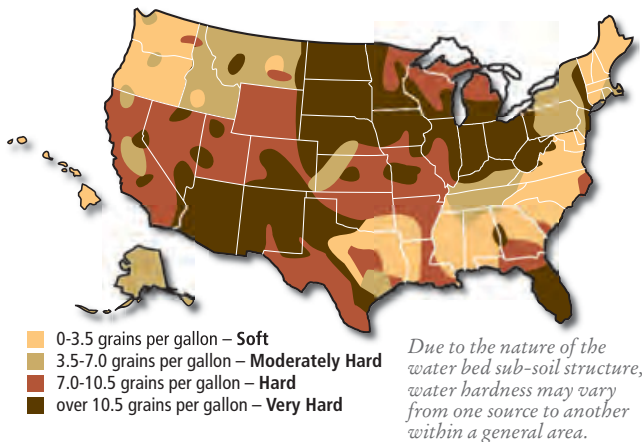 0-3.5 grains per gallon – Soft
3.5-7.0 grains per gallon – Moderately Hard
7.0-10.5 grains per gallon – Hard
over 10.5 grains per gallon – Very Hard
Due to the nature of the
water bed sub-soil structure,
water hardness may vary
from one source to another
within a general area.